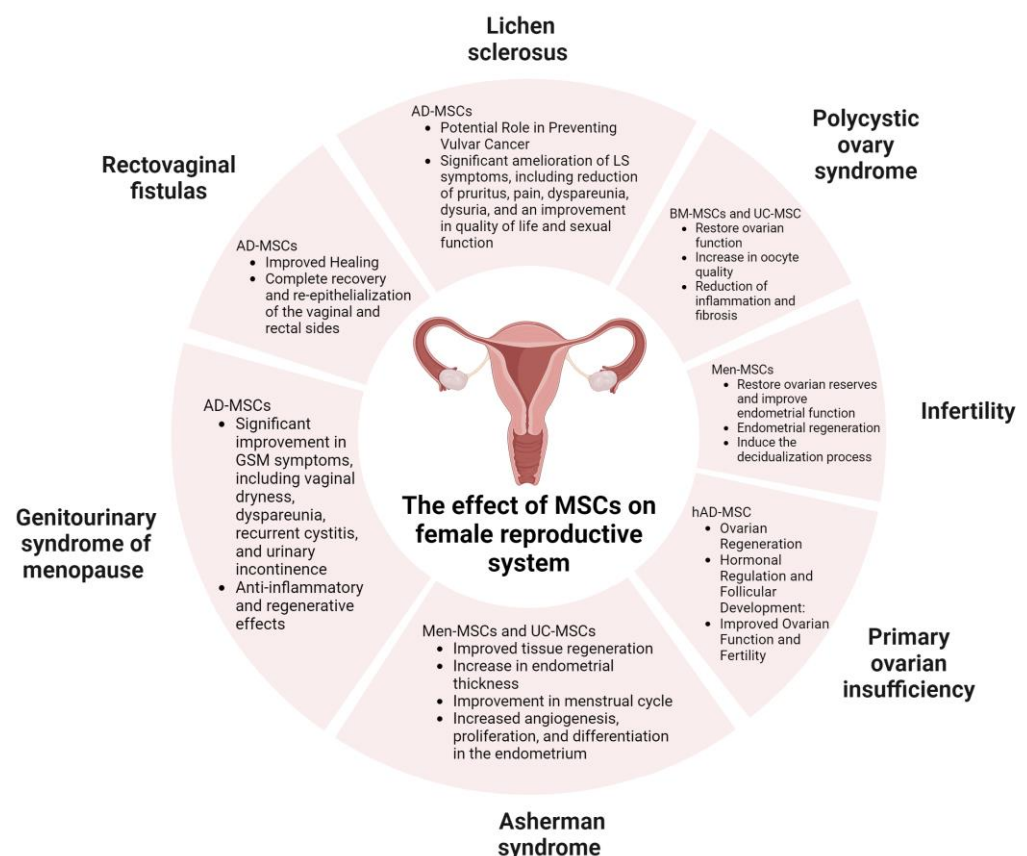 Lichen
sclerosus
AD-MSCs
• Potential Role in Preventing
Vulvar Cancer
• Significant amelioration of LS
symptoms, including reduction
of pruritus, pain, dyspareunia,
dysuria, and an improvement
in quality of life and sexual
function
Polycystic
ovary
syndrome
BM-MSCs and UC-MSC
• Restore ovarian
function
• Increase in oocyte
quality
• Reduction of
inflammation and
fibrosis
Infertility
Men-MSCs
• Restore ovarian reserves
and improve
endometrial function
• Endometrial regeneration
• Induce the
decidualization process
Primary
ovarian
insufficiency
hAD-MSC
• Ovarian
Regeneration
• Hormonal
Regulation and
Follicular
Development:
• Improved Ovarian
Function and
Fertility
Asherman
syndrome
Men-MSCs and UC-MSCs
• Improved tissue regeneration
• Increase in endometrial
thickness
• Improvement in menstrual cycle
• Increased angiogenesis,
proliferation, and differentiation
in the endometrium
Genitourinary
syndrome of
menopause
AD-MSCs
• Significant
improvement in
GSM symptoms,
including vaginal
dryness,
dyspareunia,
recurrent cystitis,
and urinary
incontinence
• Anti-inflammatory
and regenerative
effects
Rectovaginal
fistulas
AD-MSCs
• Improved Healing
• Complete recovery
and re-epithelialization
of the vaginal and
rectal sides
The effect of MSCs on
female reproductive
system